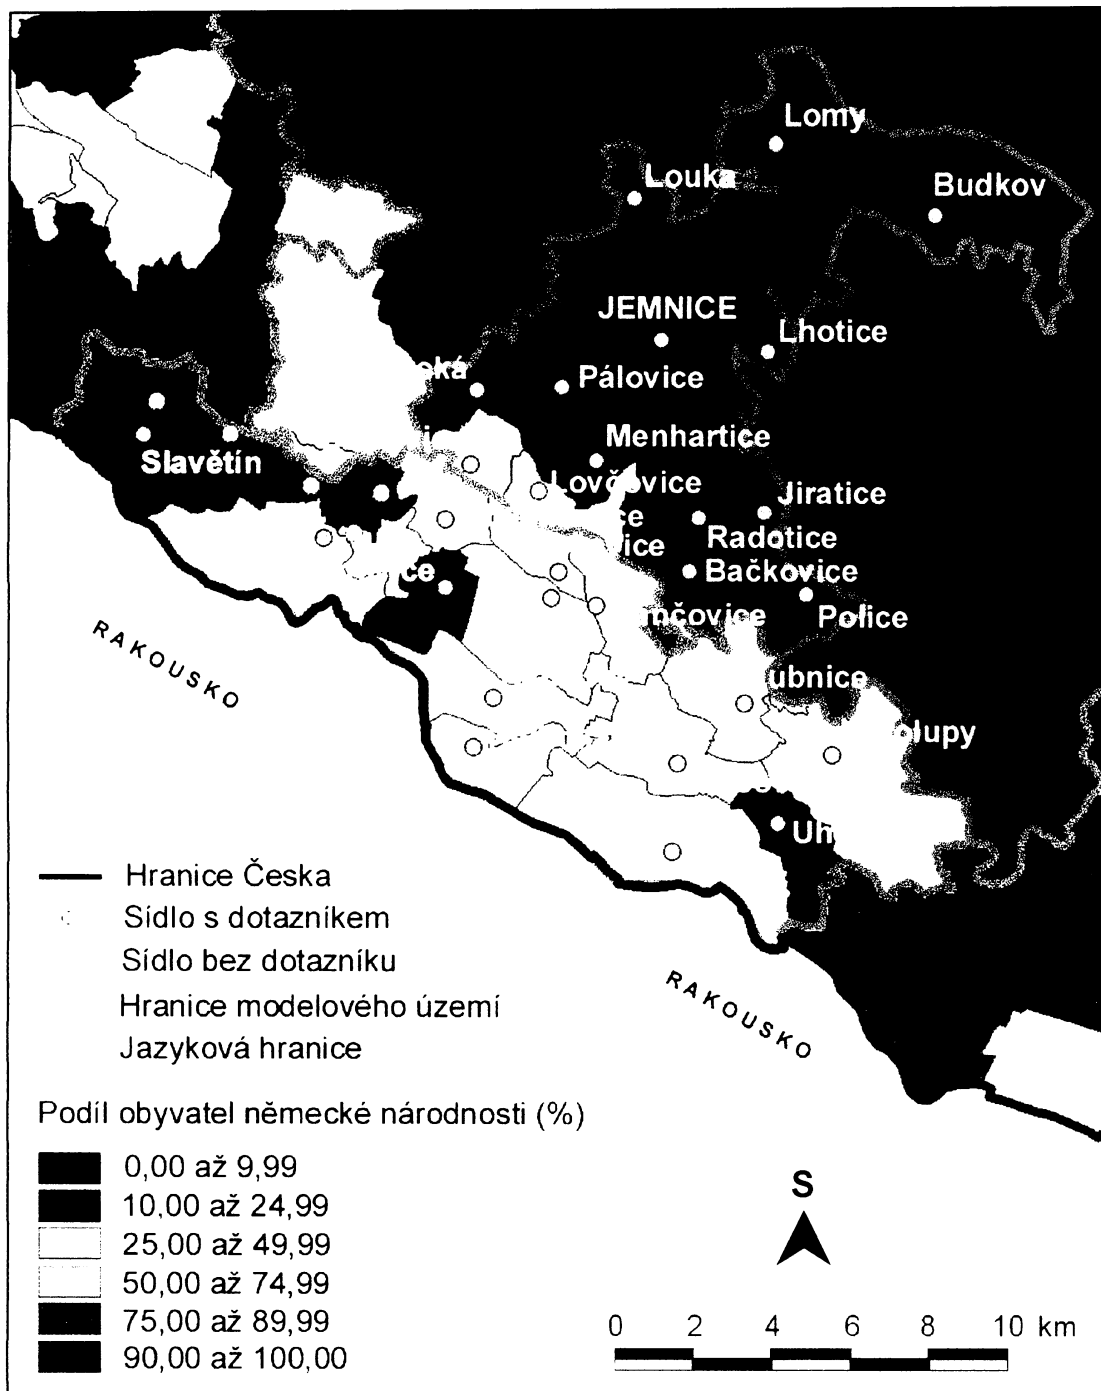 Lomy
Louka
Budkov
JEMNICE
Lhotice
Pálovice
Menhartice
Slavětín
Lovčovice
Jiratice
Radotice
Bačkovice
Police
Uh
RAKOUSKO
RAKOUSKO
Hranice Česka
Sídlo s dotazníkem
Sídlo bez dotazníku
Hranice modelového území
Jazyková hranice
Podíl obyvatel německé národnosti (%)
0,00 až 9,99
10,00 až 24,99
25,00 až 49,99
50,00 až 74,99
75,00 až 89,99
90,00 až 100,00
S
0 2 4 6 8 10 km